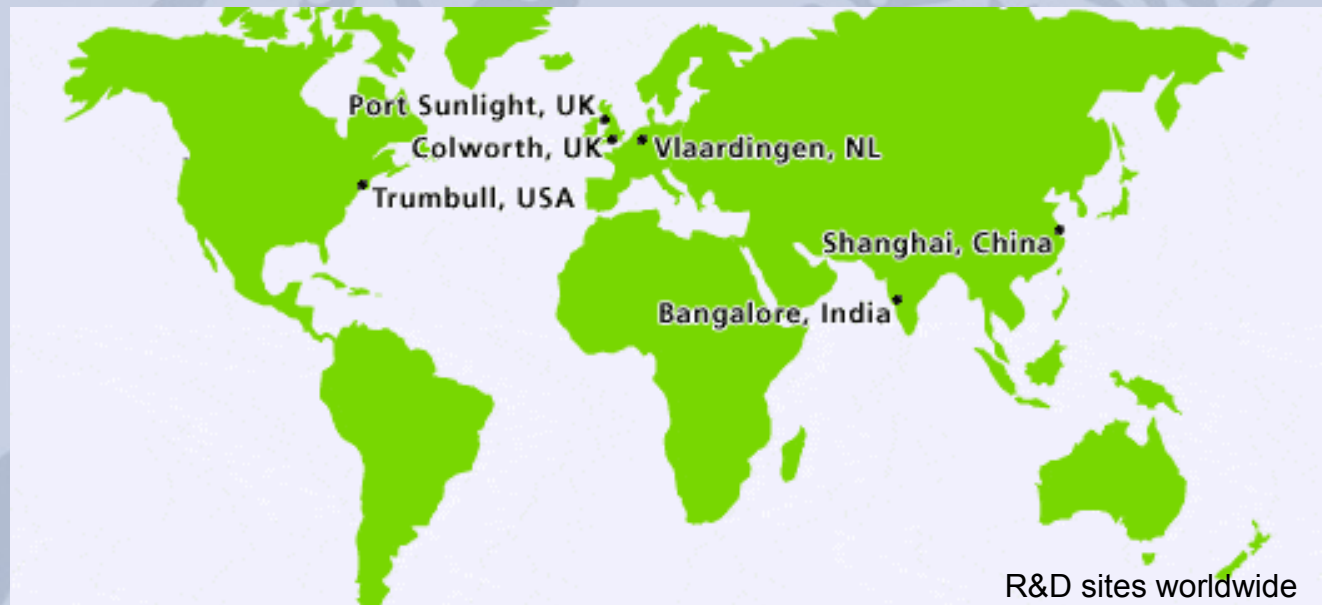 Port Sunlight, UK
Colworth, UK
Vlaardingen, NL
Trumbull, USA
Shanghai, China
Bangalore, India
R&D sites worldwide